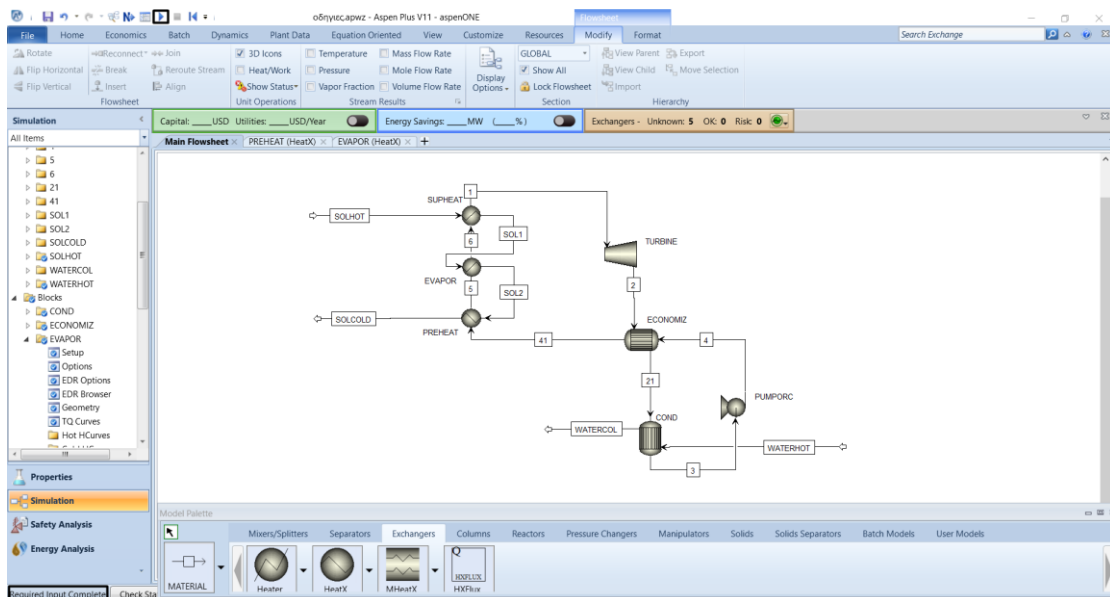 οδηγιες.apwz - Aspen Plus V11 - aspenONE
Flowsheet
File Home Economics Batch Dynamics Plant Data Equation Oriented View Customize Resources Modify Format
Search Exchange
Rotate Reconnect Join 3D Icons Temperature Mass Flow Rate GLOBAL View Parent Export
Flip Horizontal Break Reroute Stream Heat/Work Pressure Mole Flow Rate Show All View Child Move Selection
Flip Vertical Insert Align Show Status Vapor Fraction Volume Flow Rate Display Options Lock Flowsheet Import
Flowsheet Unit Operations Stream Results Section Hierarchy
Simulation
Capital: ____USD Utilities: ____USD/Year Energy Savings: ____MW (____%) Exchangers - Unknown: 5 OK: 0 Risk: 0
All Items
Main Flowsheet PREHEAT (HeatX) EVAPOR (HeatX) +
5
6
21
41
SOL1
SOL2
SOLCOLD
SOLHOT
WATERCOL
WATERHOT
Blocks
COND
ECONOMIZ
EVAPOR
Setup
Options
EDR Options
EDR Browser
Geometry
TQ Curves
Hot HCurves
Properties
Simulation
Safety Analysis
Energy Analysis
SUPHEAT
1
SOLHOT
SOL1
6
TURBINE
EVAPOR
5
SOL2
2
SOLCOLD
PREHEAT
ECONOMIZ
41
4
21
PUMPORC
COND
WATERCOL
WATERHOT
3
Model Palette
Mixers/Splitters Separators Exchangers Columns Reactors Pressure Changers Manipulators Solids Solids Separators Batch Models User Models
Q
HXFLUX
MATERIAL Heater HeatX MHeatX HXFlux
Required Input Complete Check Sta